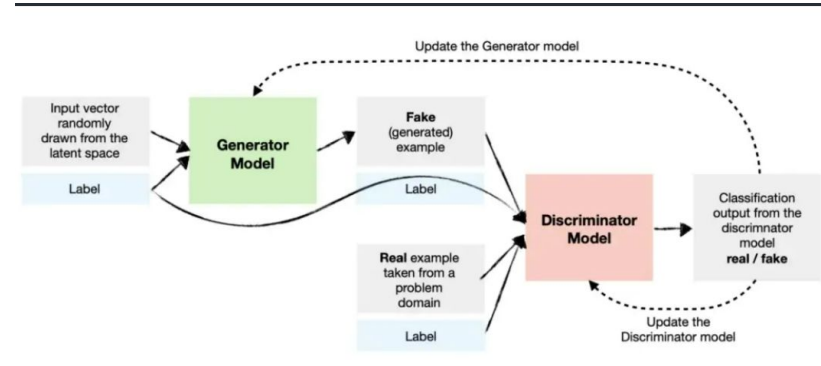 Update the Generator model
Input vector
randomly
drawn from the
latent space
Label
Generator
Model
Fake
(generated)
example
Label
Real example
taken from a
problem
domain
Label
Discriminator
Model
Classification
output from the
discrimnator
model
real / fake
Update the
Discriminator model